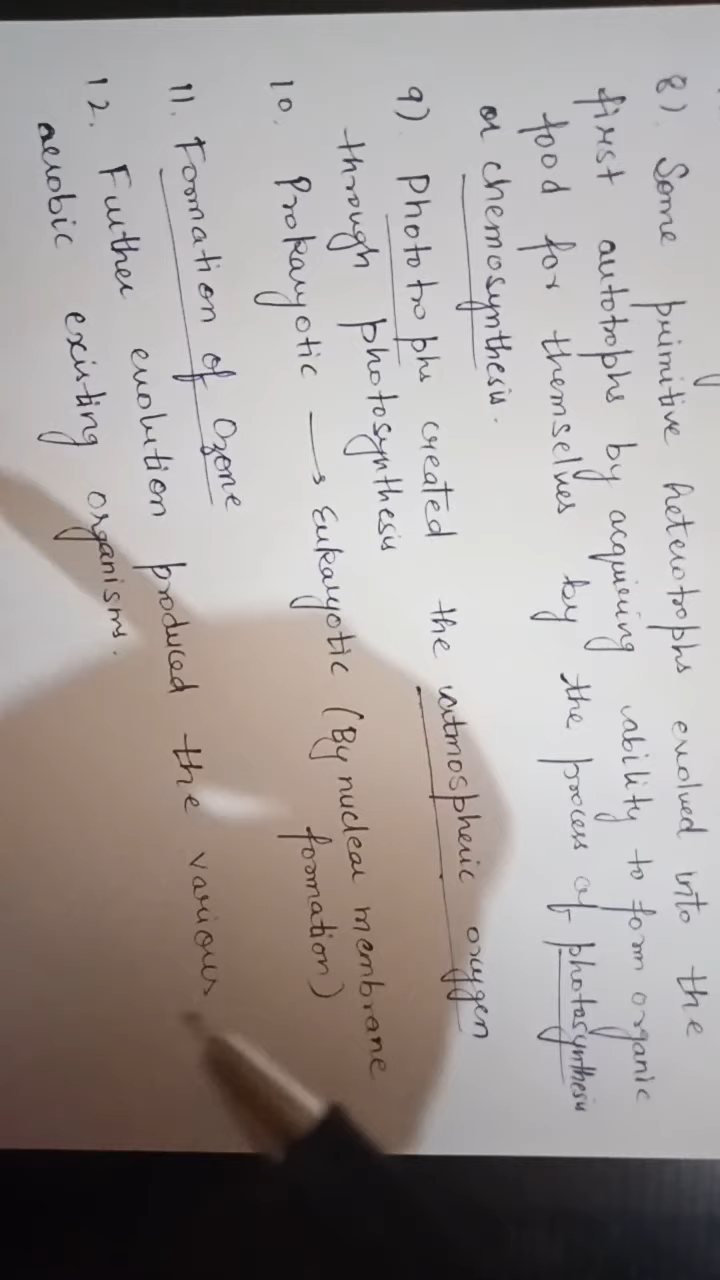 8). Some primitive heterotrophs evolved into the
first autotrophs by acquiering ability to form organic
food for themselves by the process of photosynthesis
or chemosynthesis.
9) Phototrophs created the atmospheric oxygen
through photosynthesis
10. Prokaryotic → Eukaryotic (By nuclear membrane
formation)
11. Formation of Ozone
12. Further evolution produced the various
aerobic existing organisms.